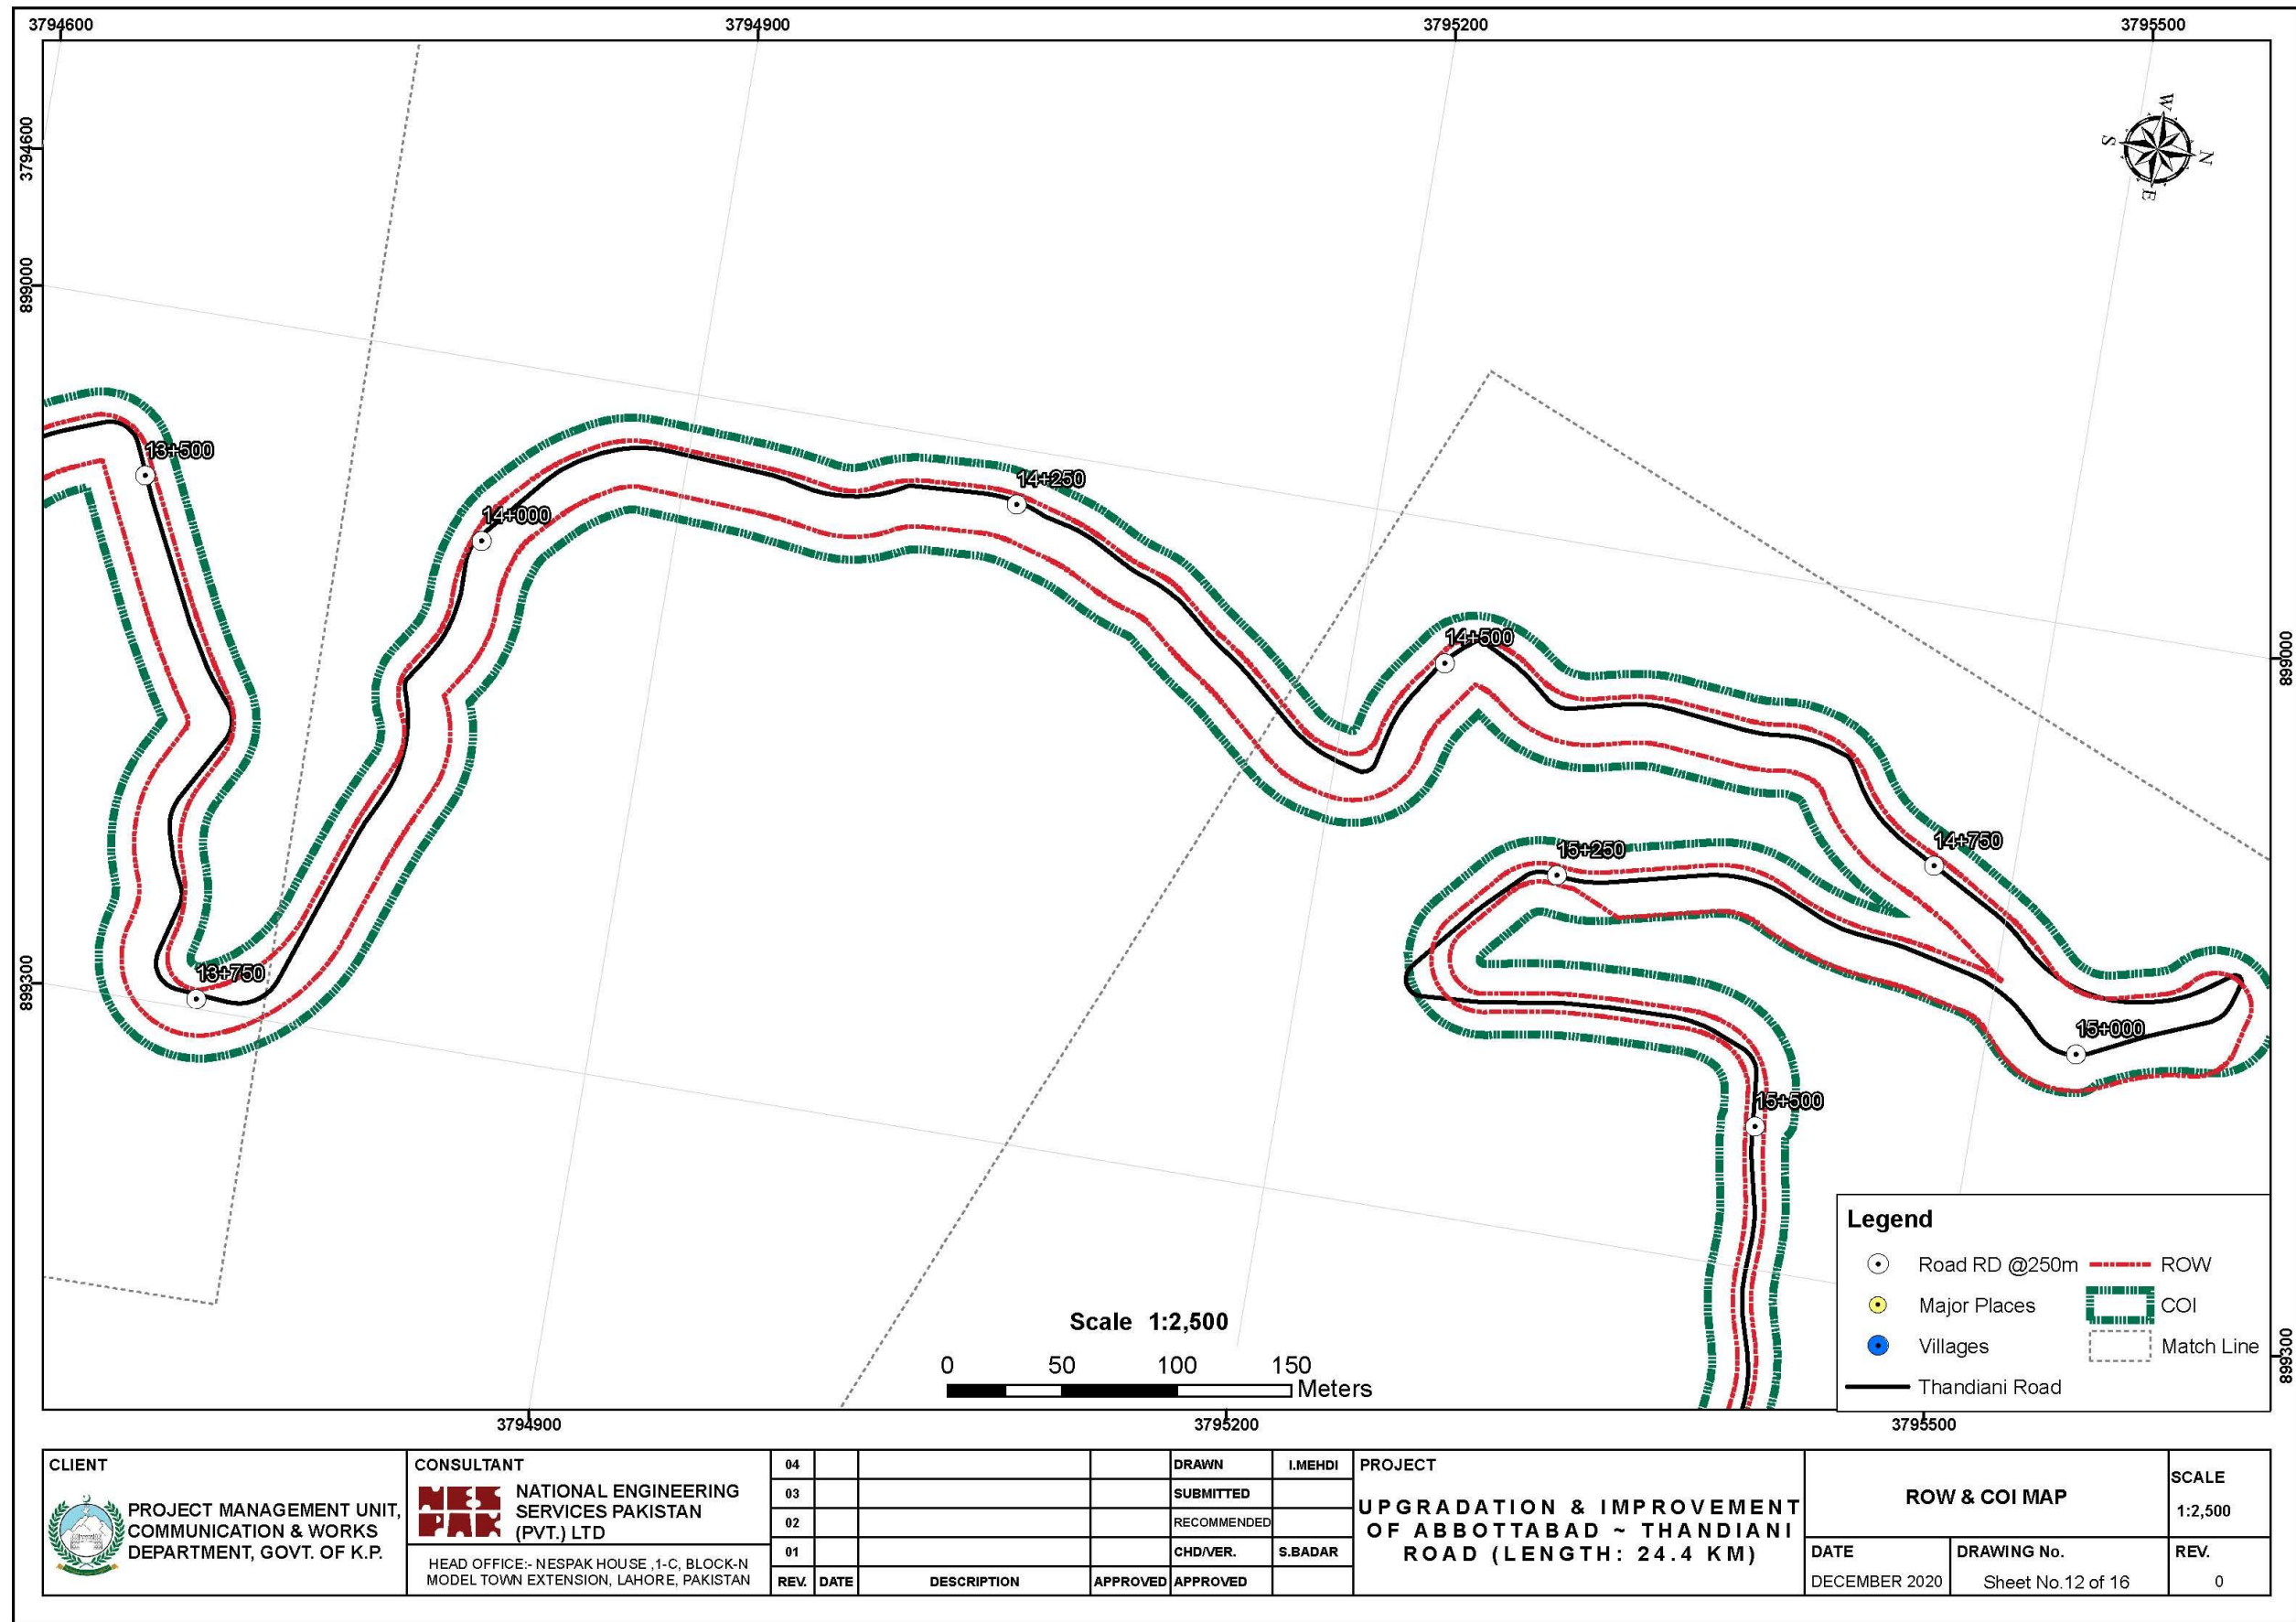 3794600
3794900
3795200
3795500
3794600
899000
899300
899000
899300
W
S
N
E
13+500
14+000
14+250
14+500
13+750
14+750
15+250
15+000
15+500
Scale 1:2,500
0 50 100 150
Meters
Legend
Road RD @250m
ROW
Major Places
COI
Villages
Match Line
Thandiani Road
3794900
3795200
3795500
CLIENT
PROJECT MANAGEMENT UNIT,
COMMUNICATION & WORKS
DEPARTMENT, GOVT. OF K.P.
CONSULTANT
NES
PAK
NATIONAL ENGINEERING
SERVICES PAKISTAN
(PVT.) LTD
HEAD OFFICE:- NESPAK HOUSE ,1-C, BLOCK-N
MODEL TOWN EXTENSION, LAHORE, PAKISTAN
04
03
02
01
REV. DATE DESCRIPTION APPROVED
DRAWN I.MEHDI
SUBMITTED
RECOMMENDED
CHD/VER. S.BADAR
APPROVED
PROJECT
UPGRADATION & IMPROVEMENT
OF ABBOTTABAD ~ THANDIANI
ROAD (LENGTH: 24.4 KM)
ROW & COI MAP
SCALE
1:2,500
DATE
DECEMBER 2020
DRAWING No.
Sheet No.12 of 16
REV.
0